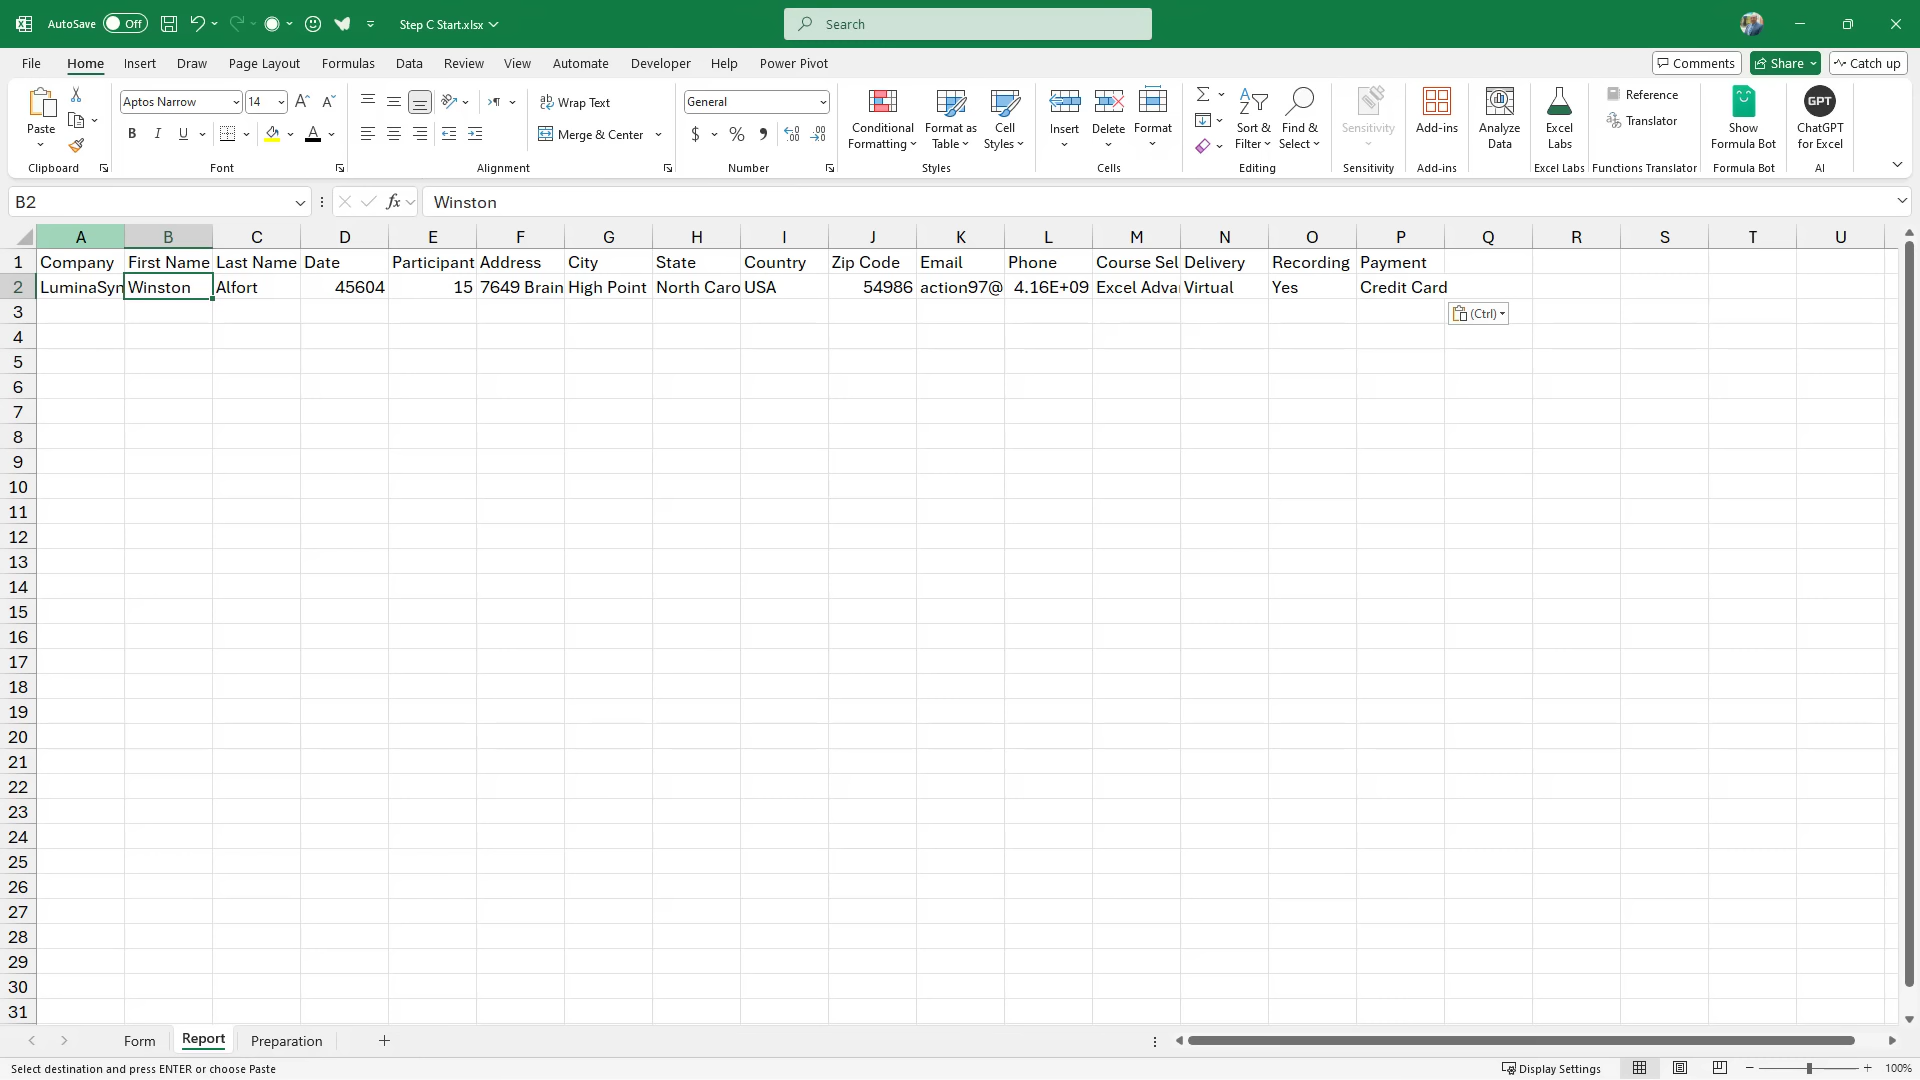 AutoSave Off Step C Start.xlsx Search
File Home Insert Draw Page Layout Formulas Data Review View Automate Developer Help Power Pivot Comments Share Catch up
Paste Aptos Narrow 14 Wrap Text General Conditional Formatting Format as Table Cell Styles Insert Delete Format Sort & Filter Find & Select Sensitivity Add-ins Analyze Data Excel Labs Reference Show Formula Bot GPT ChatGPT for Excel
B I U A Merge & Center $ % Translator
Clipboard Font Alignment Number Styles Cells Editing Sensitivity Add-ins Excel Labs Functions Translator Formula Bot AI
B2 fx Winston
A B C D E F G H I J K L M N O P Q R S T U
1 Company First Name Last Name Date Participant Address City State Country Zip Code Email Phone Course Sel Delivery Recording Payment
2 LuminaSyn Winston Alfort 45604 15 7649 Brain High Point North Caro USA 54986 action97@ 4.16E+09 Excel Adva Virtual Yes Credit Card
3 (Ctrl)
4
5
6
7
8
9
10
11
12
13
14
15
16
17
18
19
20
21
22
23
24
25
26
27
28
29
30
31
Form Report Preparation
Select destination and press ENTER or choose Paste Display Settings 100%